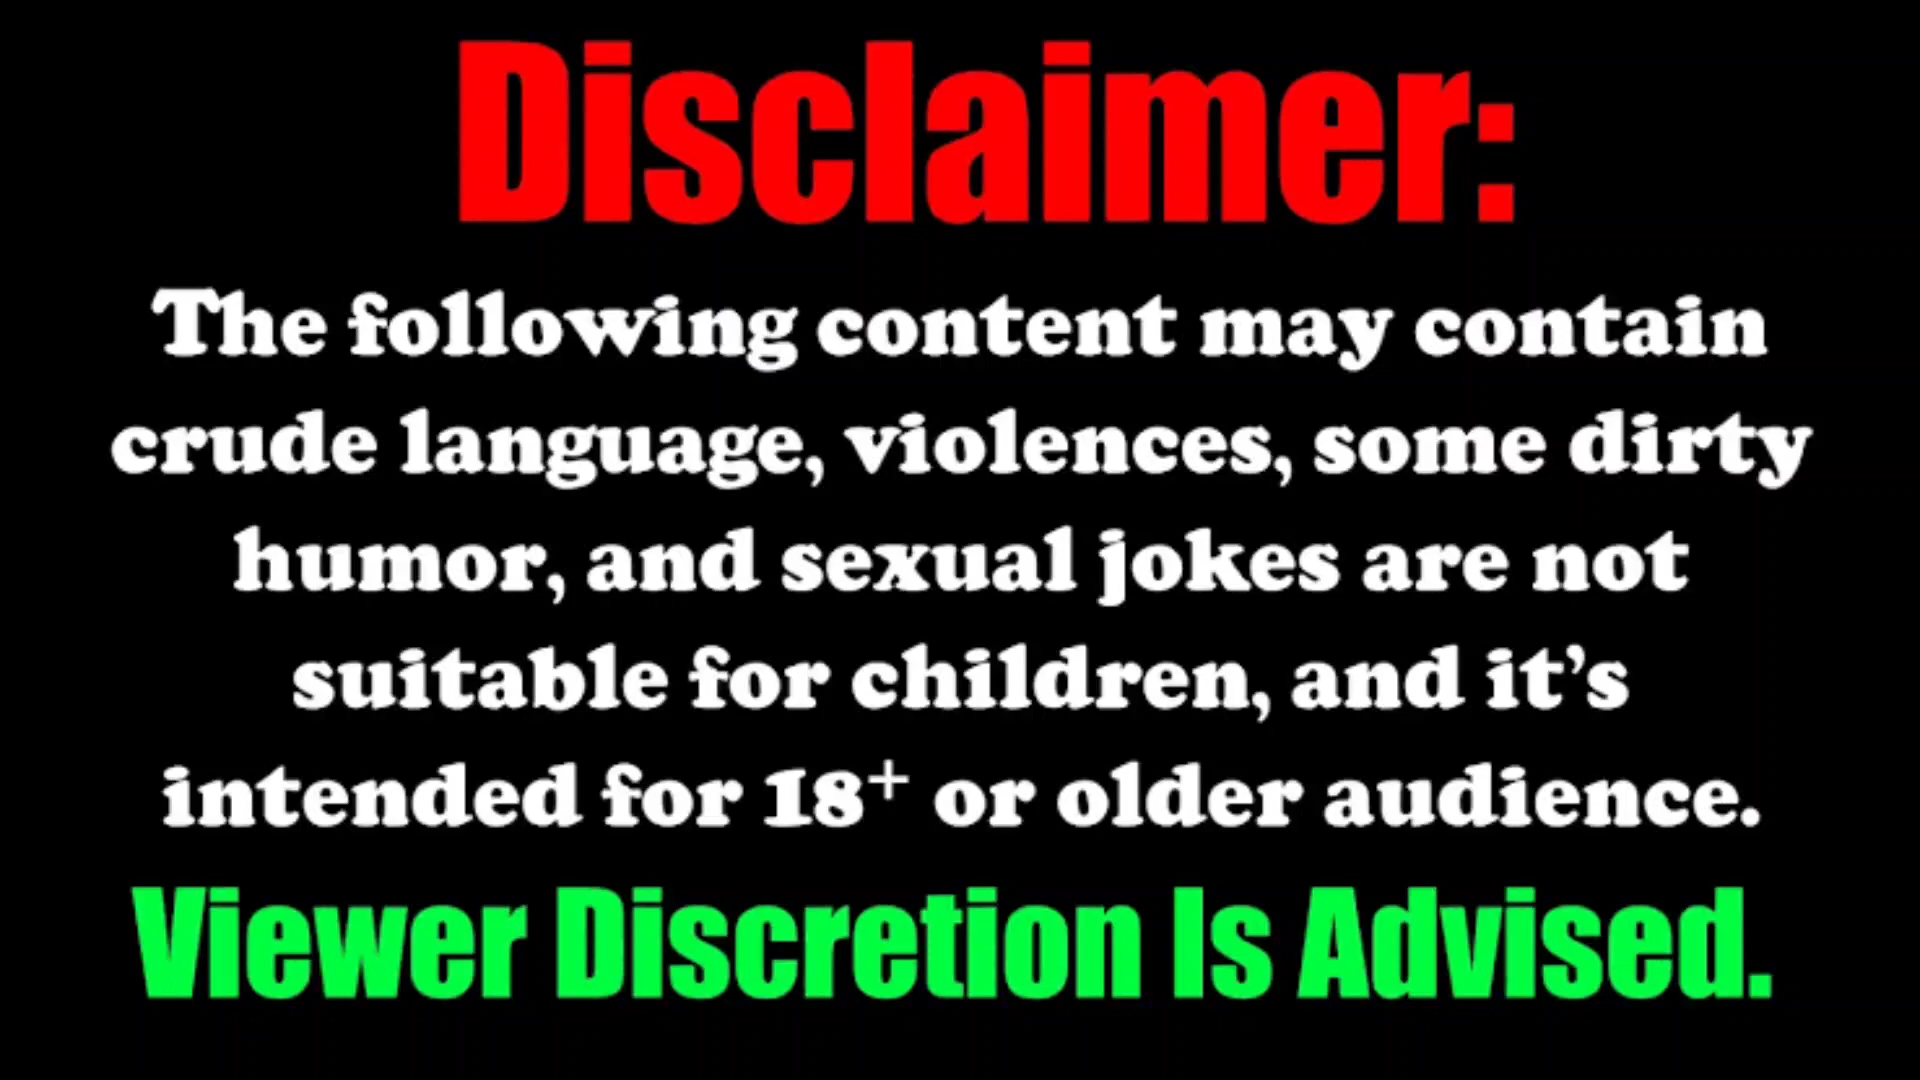 Disclaimer:
The following content may contain
crude language, violences, some dirty
humor, and sexual jokes are not
suitable for children, and it’s
intended for 18⁺ or older audience.
Viewer Discretion Is Advised.